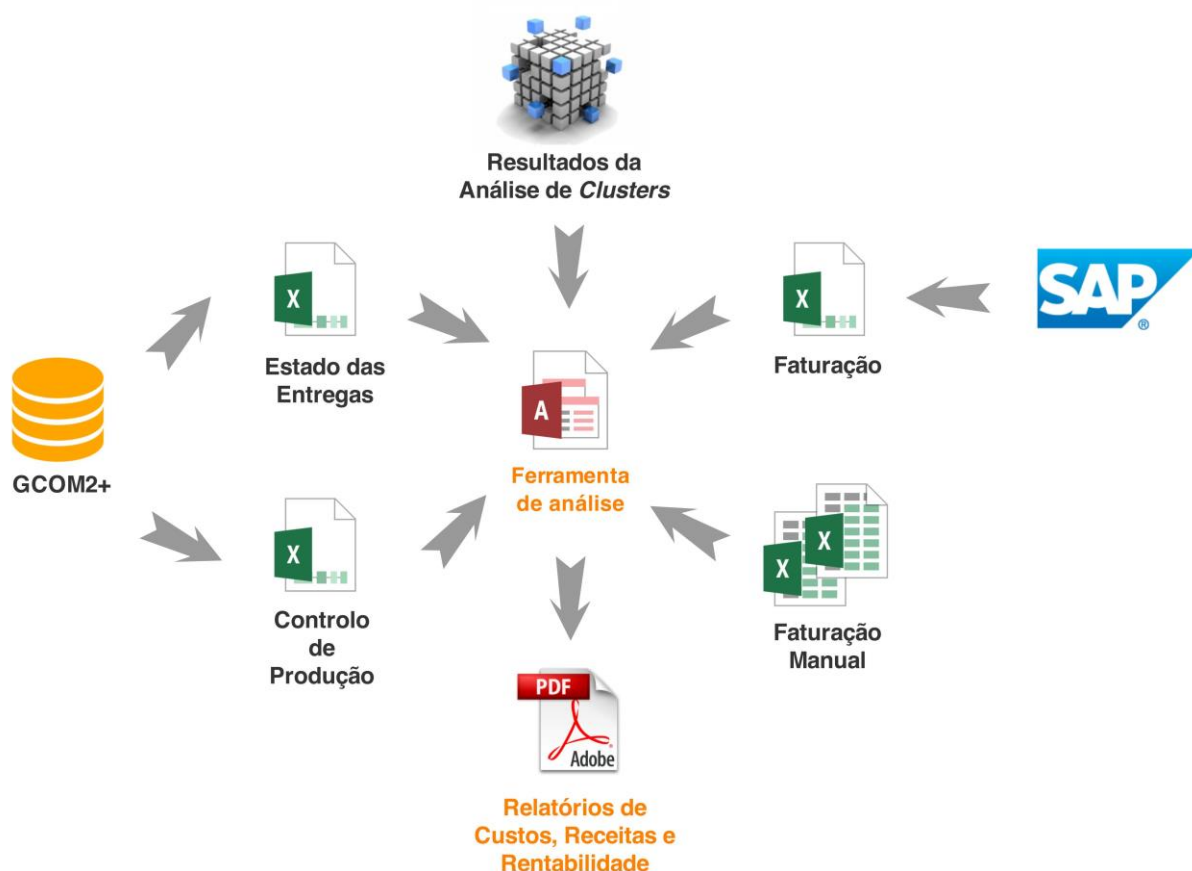 Resultados da
Análise de Clusters
X
Estado das
Entregas
X
Faturação
SAP
®
GCOM2+
A
Ferramenta
de análise
X
Controlo
de
Produção
X
X
Faturação
Manual
PDF
Adobe
Relatórios de
Custos, Receitas e
Rentabilidade